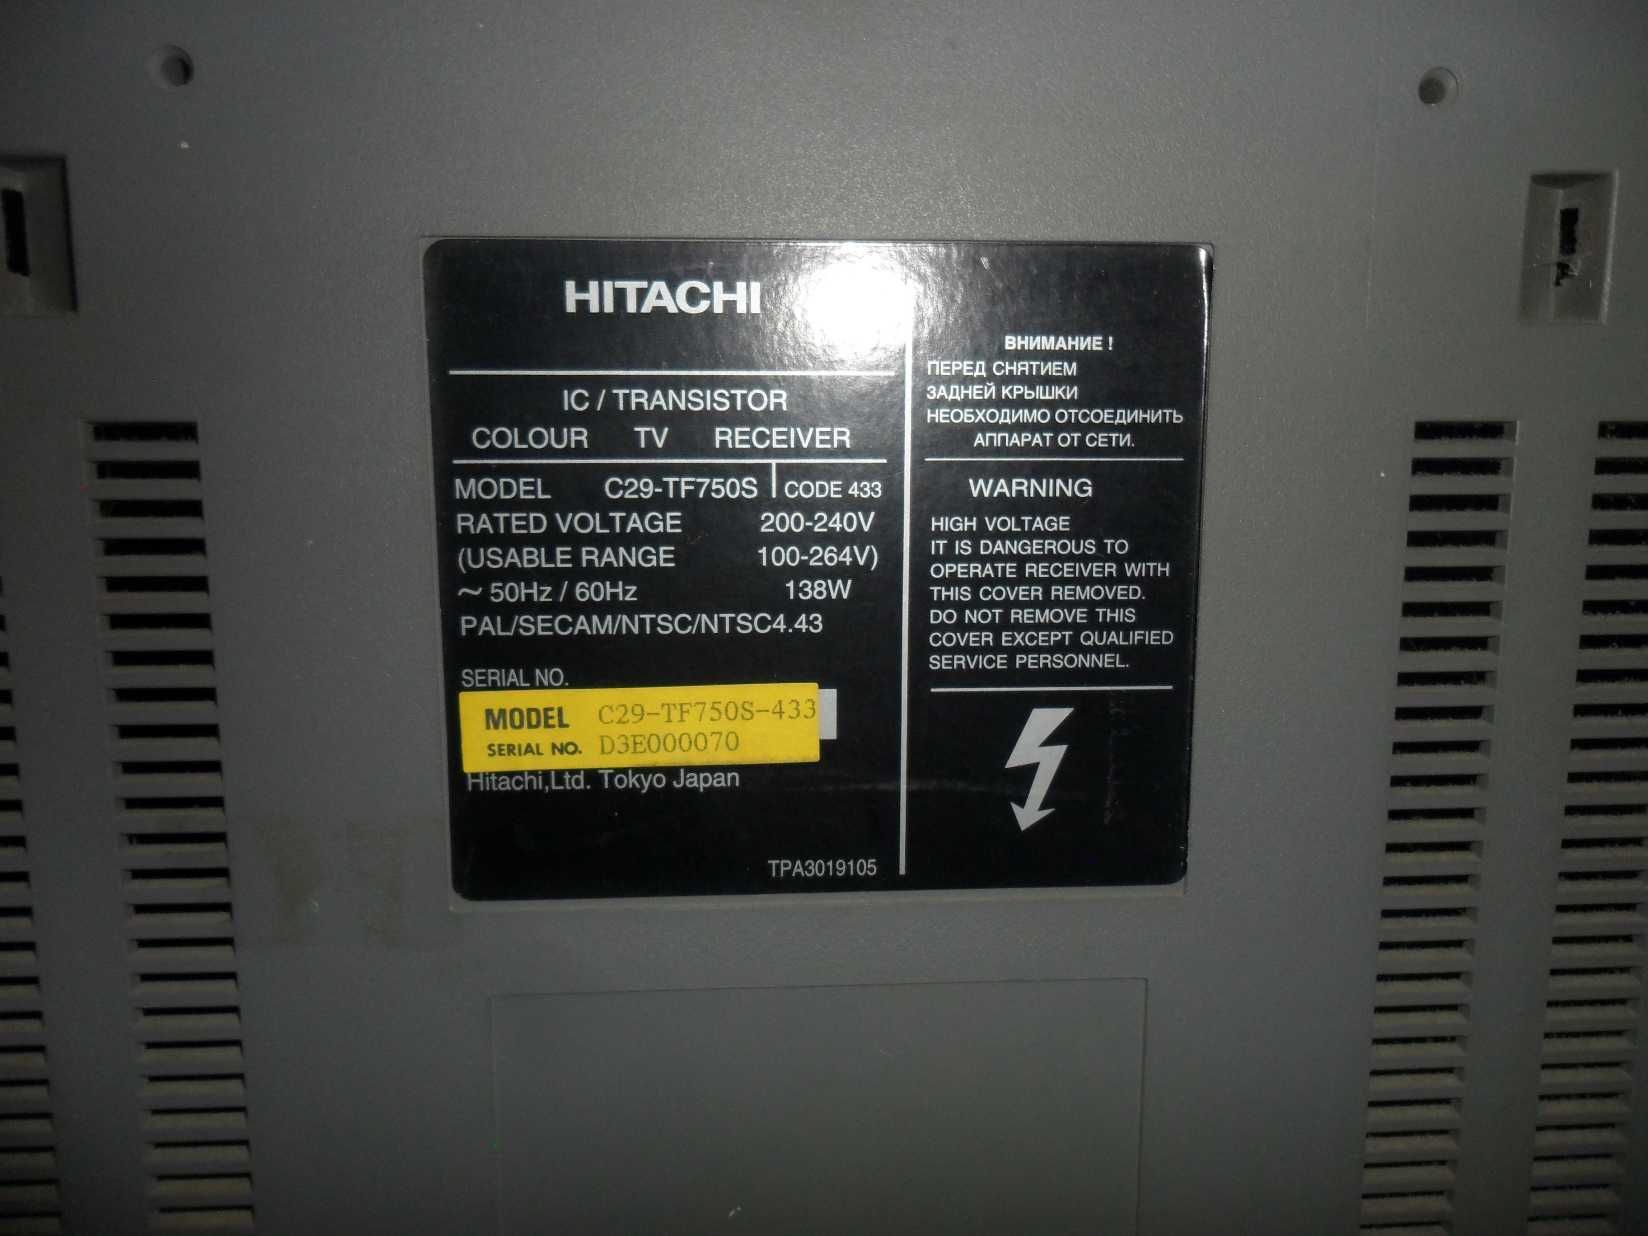 HITACHI
IC / TRANSISTOR
COLOUR TV RECEIVER
MODEL C29-TF750S CODE 433
RATED VOLTAGE 200-240V
(USABLE RANGE 100-264V)
~ 50Hz / 60Hz 138W
PAL/SECAM/NTSC/NTSC4.43
SERIAL NO.
MODEL C29-TF750S-433
SERIAL NO. D3E000070
Hitachi,Ltd. Tokyo Japan
TPA3019105
ВНИМАНИЕ !
ПЕРЕД СНЯТИЕМ
ЗАДНЕЙ КРЫШКИ
НЕОБХОДИМО ОТСОЕДИНИТЬ
АППАРАТ ОТ СЕТИ.
WARNING
HIGH VOLTAGE
IT IS DANGEROUS TO
OPERATE RECEIVER WITH
THIS COVER REMOVED.
DO NOT REMOVE THIS
COVER EXCEPT QUALIFIED
SERVICE PERSONNEL.